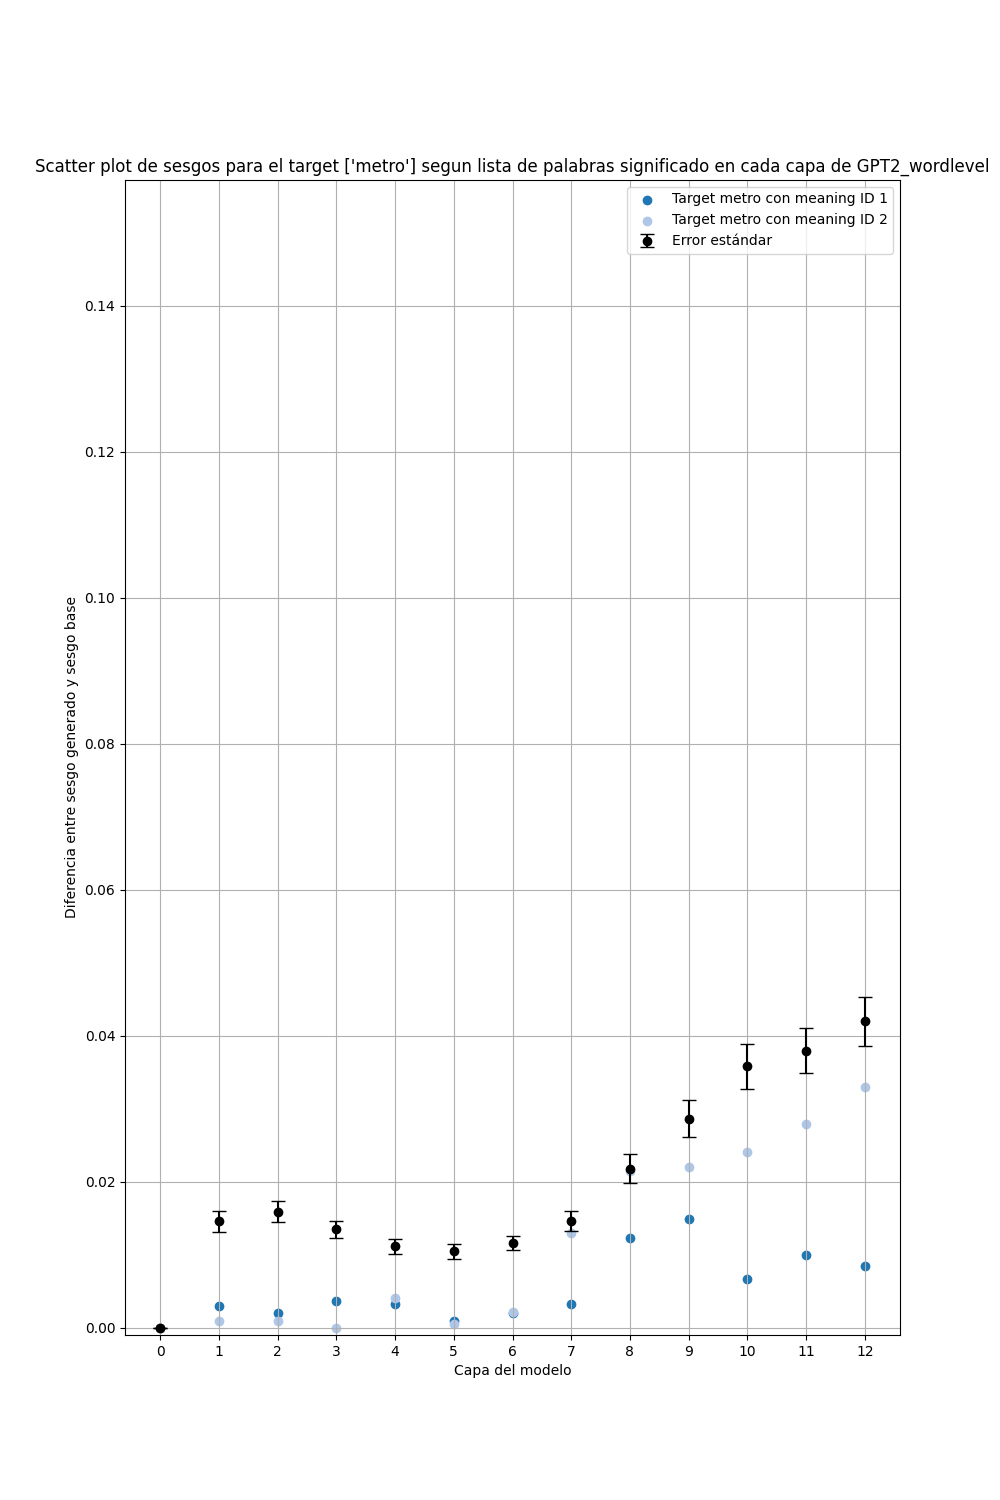 Scatter plot de sesgos para el target ['metro'] segun lista de palabras significado en cada capa de GPT2_wordlevel
Target metro con meaning ID 1
Target metro con meaning ID 2
Error estándar
Diferencia entre sesgo generado y sesgo base
0.14
0.12
0.10
0.08
0.06
0.04
0.02
0.00
0 1 2 3 4 5 6 7 8 9 10 11 12
Capa del modelo